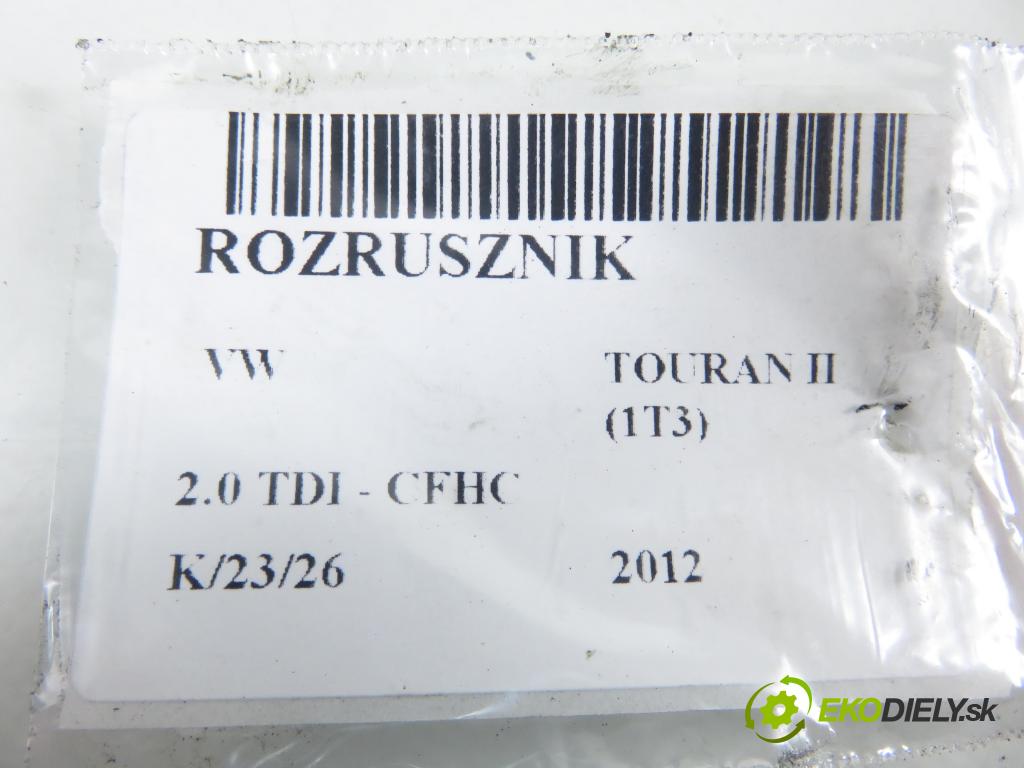 ROZRUSZNIK
VW TOURAN II
(1T3)
2.0 TDI - CFHC
K/23/26 2012
EKODIELY.sk